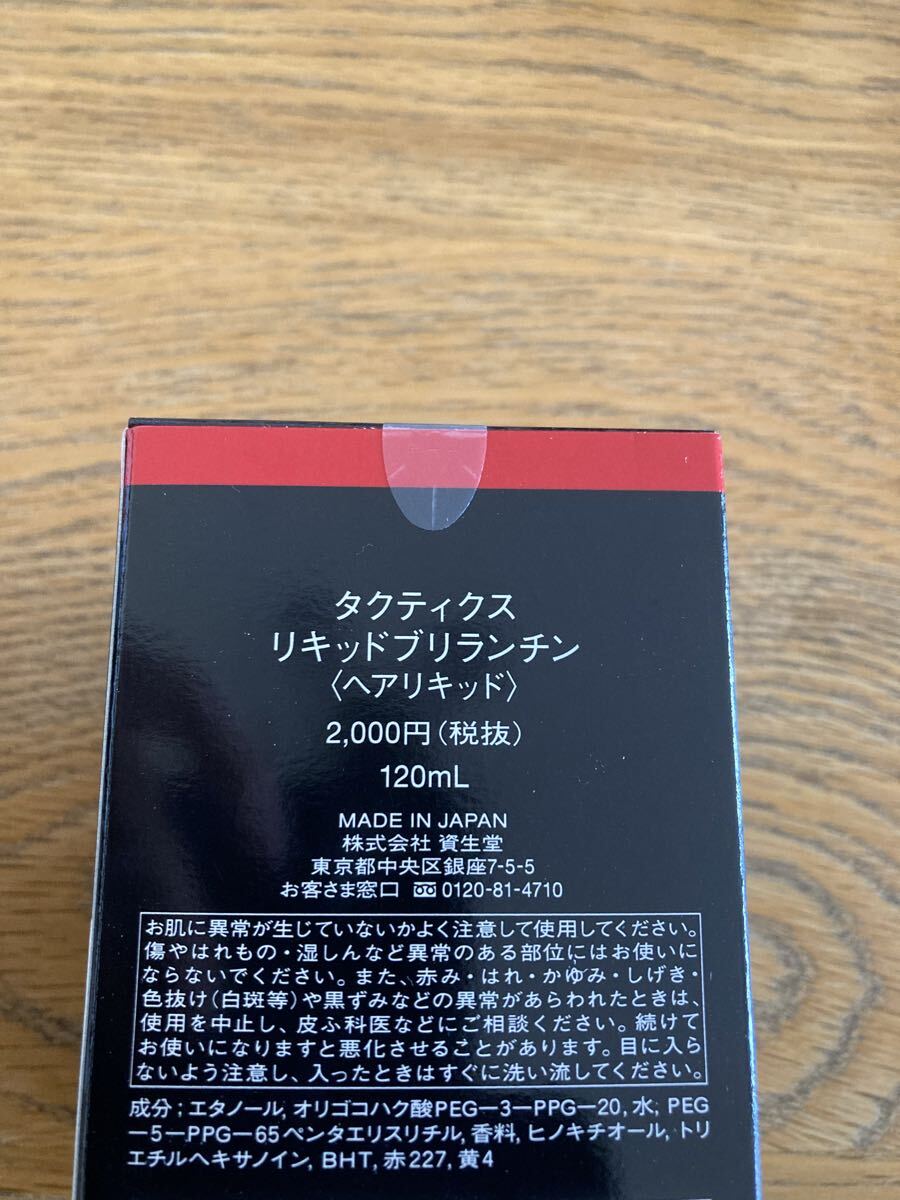 タクティクス
リキッドブリランチン
〈ヘアリキッド〉
2,000円(税抜)
120mL
MADE IN JAPAN
株式会社 資生堂
東京都中央区銀座7-5-5
お客さま窓口 0120-81-4710
お肌に異常が生じていないかよく注意して使用してください。
傷やはれもの・湿しんなど異常のある部位にはお使いに
ならないでください。また、赤み・はれ・かゆみ・しげき・
色抜け(白斑等)や黒ずみなどの異常があらわれたときは、
使用を中止し、皮ふ科医などにご相談ください。続けて
お使いになりますと悪化させることがあります。目に入ら
ないよう注意し、入ったときはすぐに洗い流してください。
成分:エタノール, オリゴコハク酸PEG—3—PPG—20, 水, PEG
—5—PPG—65ペンタエリスリチル, 香料, ヒノキチオール, トリ
エチルヘキサノイン, BHT, 赤227, 黄4